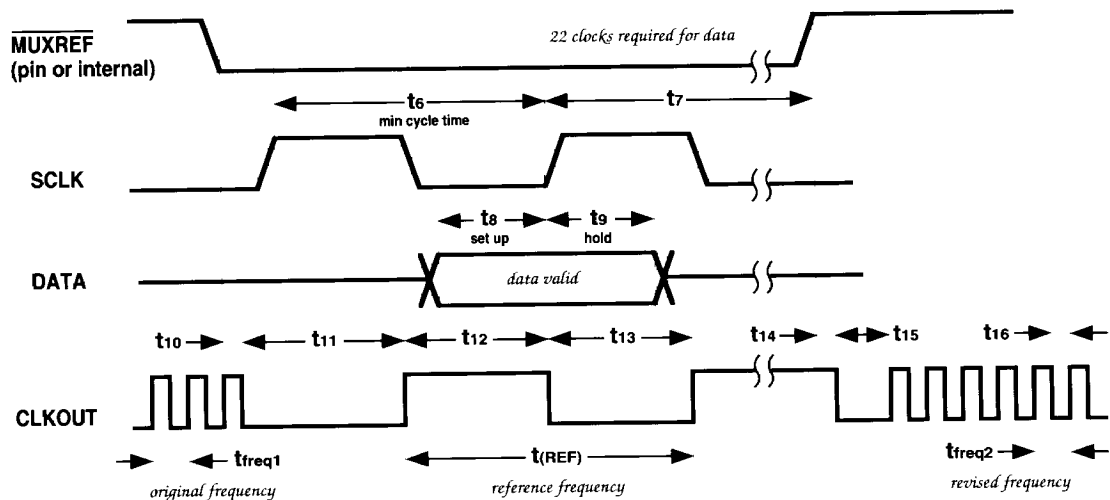 MUXREF
(pin or internal)
22 clocks required for data
t6
min cycle time
t7
SCLK
t8
set up
t9
hold
DATA
data valid
t10
t11
t12
t13
t14
t15
t16
CLKOUT
tfreq1
t(REF)
tfreq2
original frequency
reference frequency
revised frequency